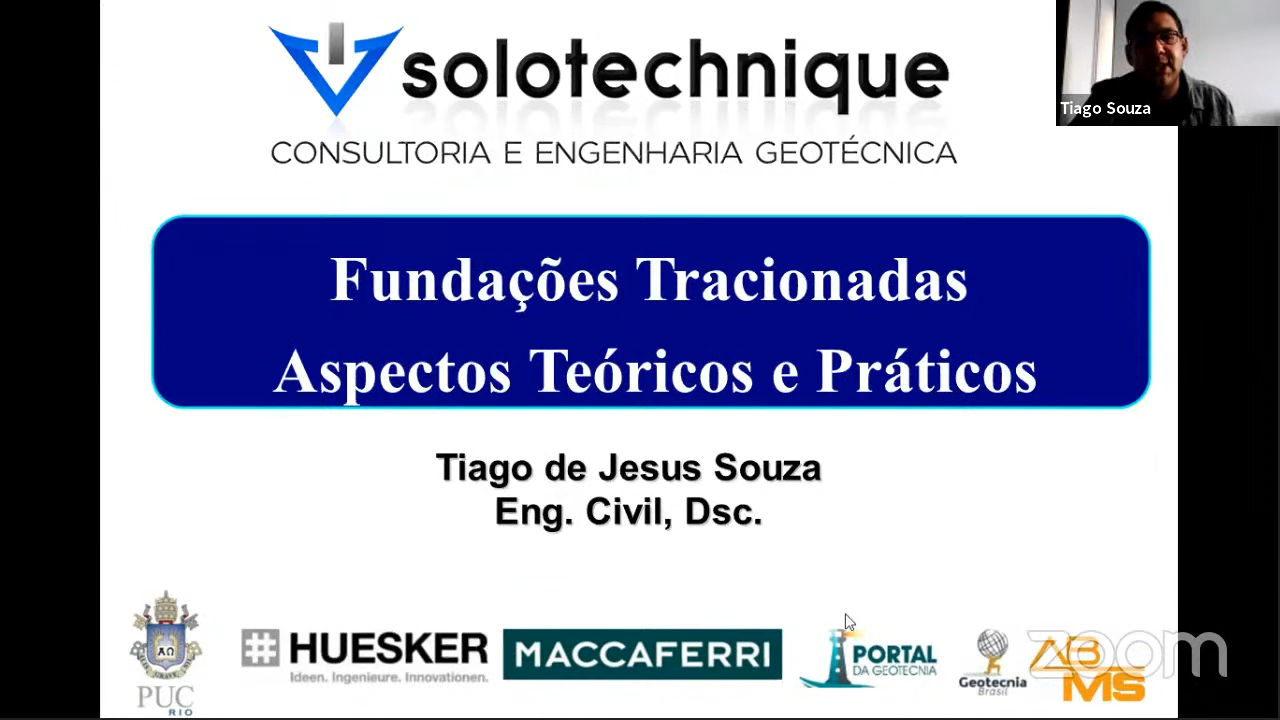 solotechnique
CONSULTORIA E ENGENHARIA GEOTÉCNICA
Tiago Souza
Fundações Tracionadas
Aspectos Teóricos e Práticos
Tiago de Jesus Souza
Eng. Civil, Dsc.
PUC
RIO
HUESKER
Ideen. Ingenieure. Innovationen.
MACCAFERRI
PORTAL
DA GEOTECNIA
Geotecnia
Brasil
AB
MS
zoom